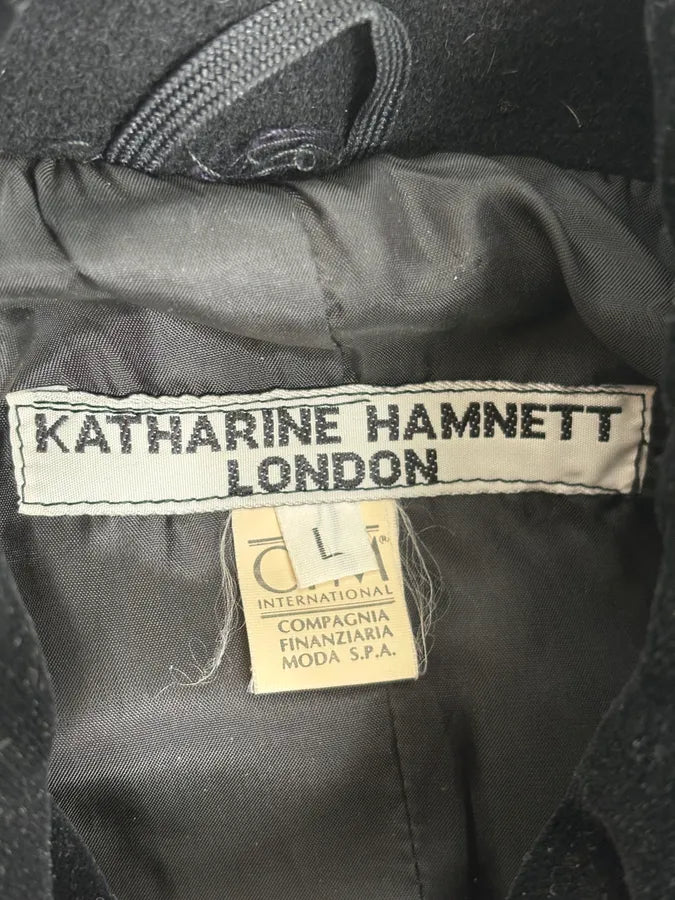 KATHARINE HAMNETT
LONDON
L
INTERNATIONAL
COMPAGNIA
FINANZIARIA
MODA S.P.A.